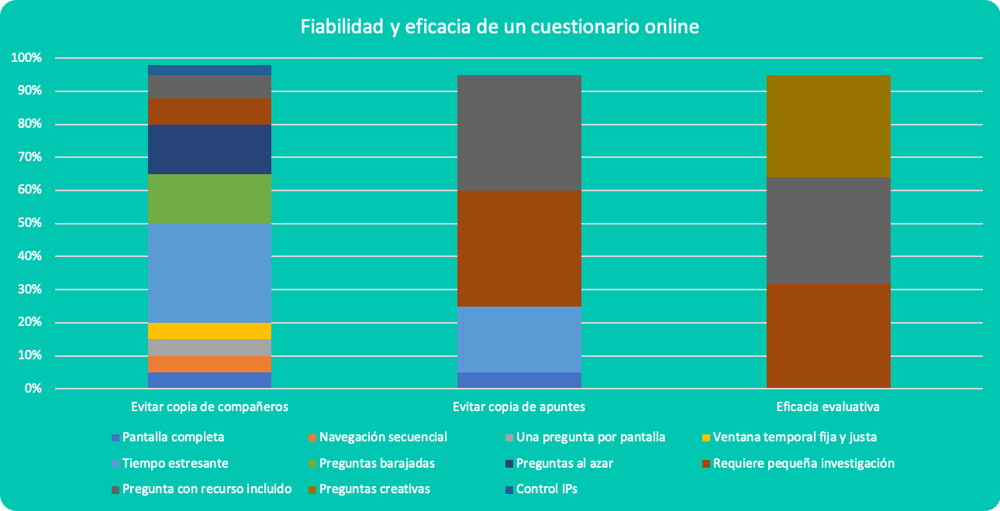 Fiabilidad y eficacia de un cuestionario online
100%
90%
80%
70%
60%
50%
40%
30%
20%
10%
0%
Evitar copia de compañeros Evitar copia de apuntes Eficacia evaluativa
Pantalla completa Navegación secuencial Una pregunta por pantalla Ventana temporal fija y justa
Tiempo estresante Preguntas barajadas Preguntas al azar Requiere pequeña investigación
Pregunta con recurso incluido Preguntas creativas Control IPs